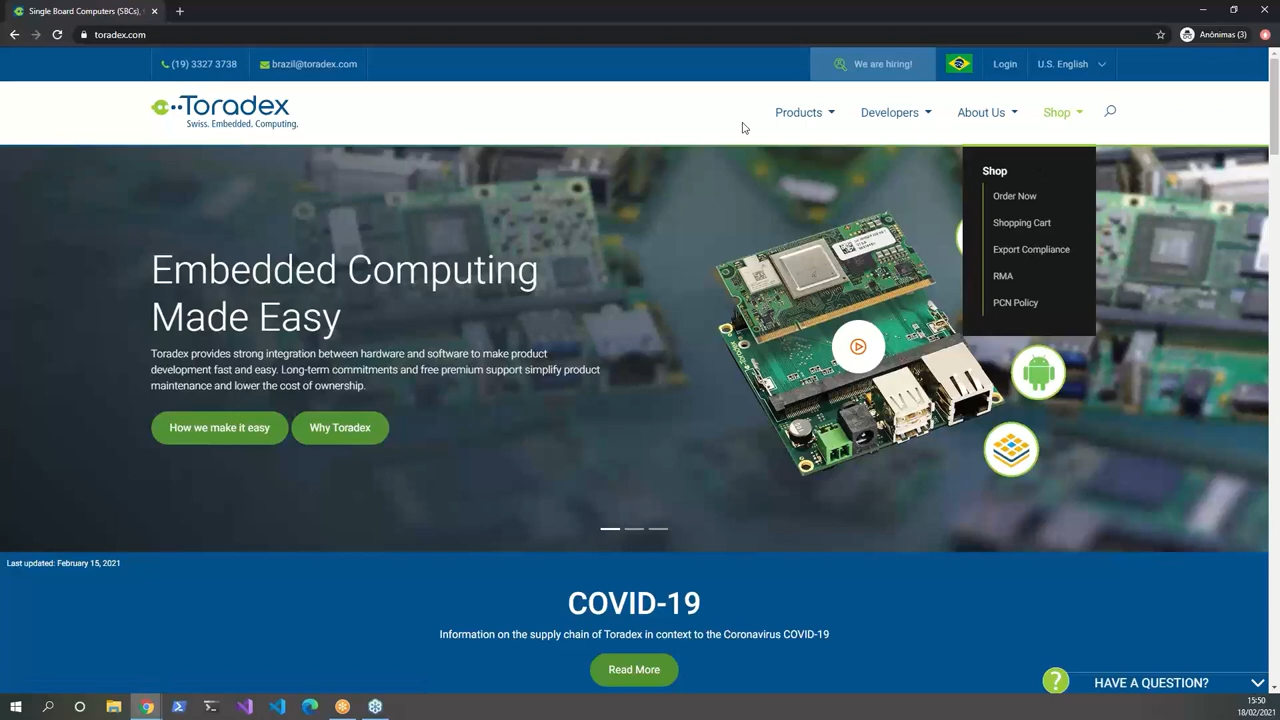 Single Board Computers (SBCs),
toradex.com
Anônimas (3)
(19) 3327 3738
brazil@toradex.com
We are hiring!
Login
U.S. English
Toradex
Swiss. Embedded. Computing.
Products
Developers
About Us
Shop
Shop
Order Now
Shopping Cart
Export Compliance
RMA
PCN Policy
Embedded Computing
Made Easy
Toradex provides strong integration between hardware and software to make product
development fast and easy. Long-term commitments and free premium support simplify product
maintenance and lower the cost of ownership.
How we make it easy
Why Toradex
Toradex
Last updated: February 15, 2021
COVID-19
Information on the supply chain of Toradex in context to the Coronavirus COVID-19
Read More
? HAVE A QUESTION?
15:50
18/02/2021